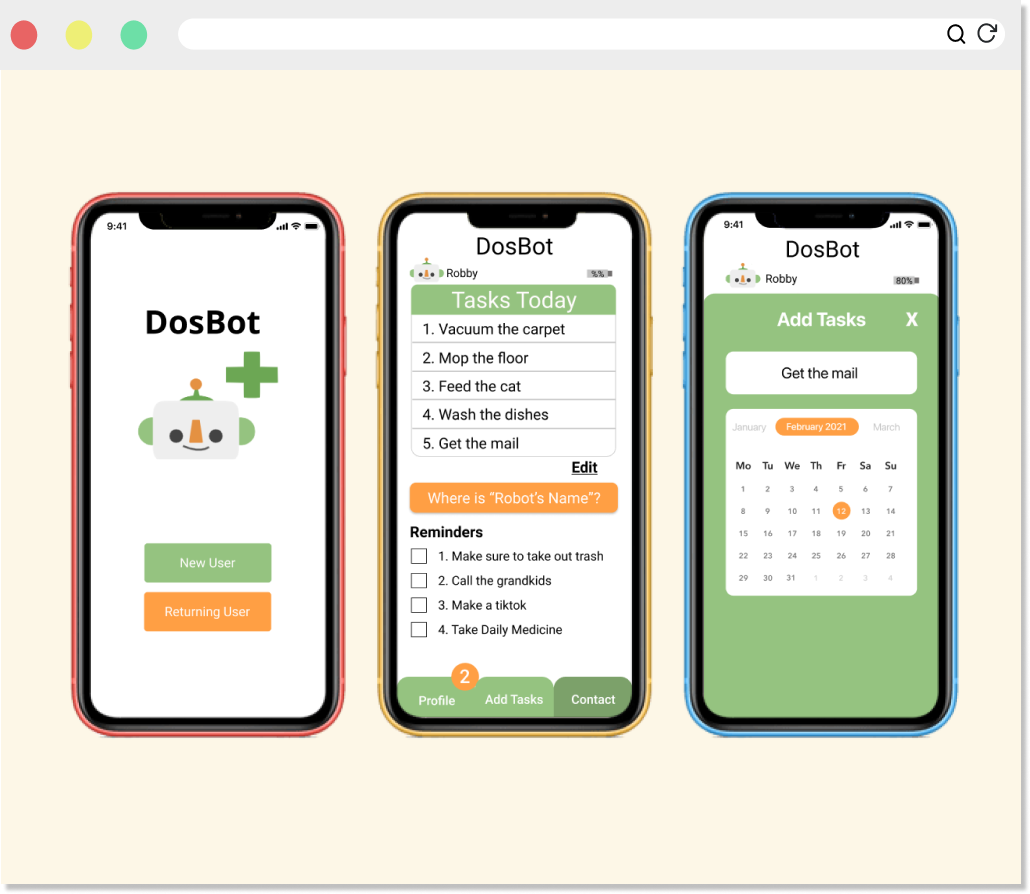 9:41
DosBot
New User
Returning User
DosBot
Robby
%%
Tasks Today
1. Vacuum the carpet
2. Mop the floor
3. Feed the cat
4. Wash the dishes
5. Get the mail
Edit
Where is “Robot's Name”?
Reminders
1. Make sure to take out trash
2. Call the grandkids
3. Make a tiktok
4. Take Daily Medicine
2
Profile Add Tasks Contact
9:41
DosBot
Robby
80%
Add Tasks X
Get the mail
January February 2021 March
Mo Tu We Th Fr Sa Su
1 2 3 4 5 6 7
8 9 10 11 12 13 14
15 16 17 18 19 20 21
22 23 24 25 26 27 28
29 30 31 1 2 3 4